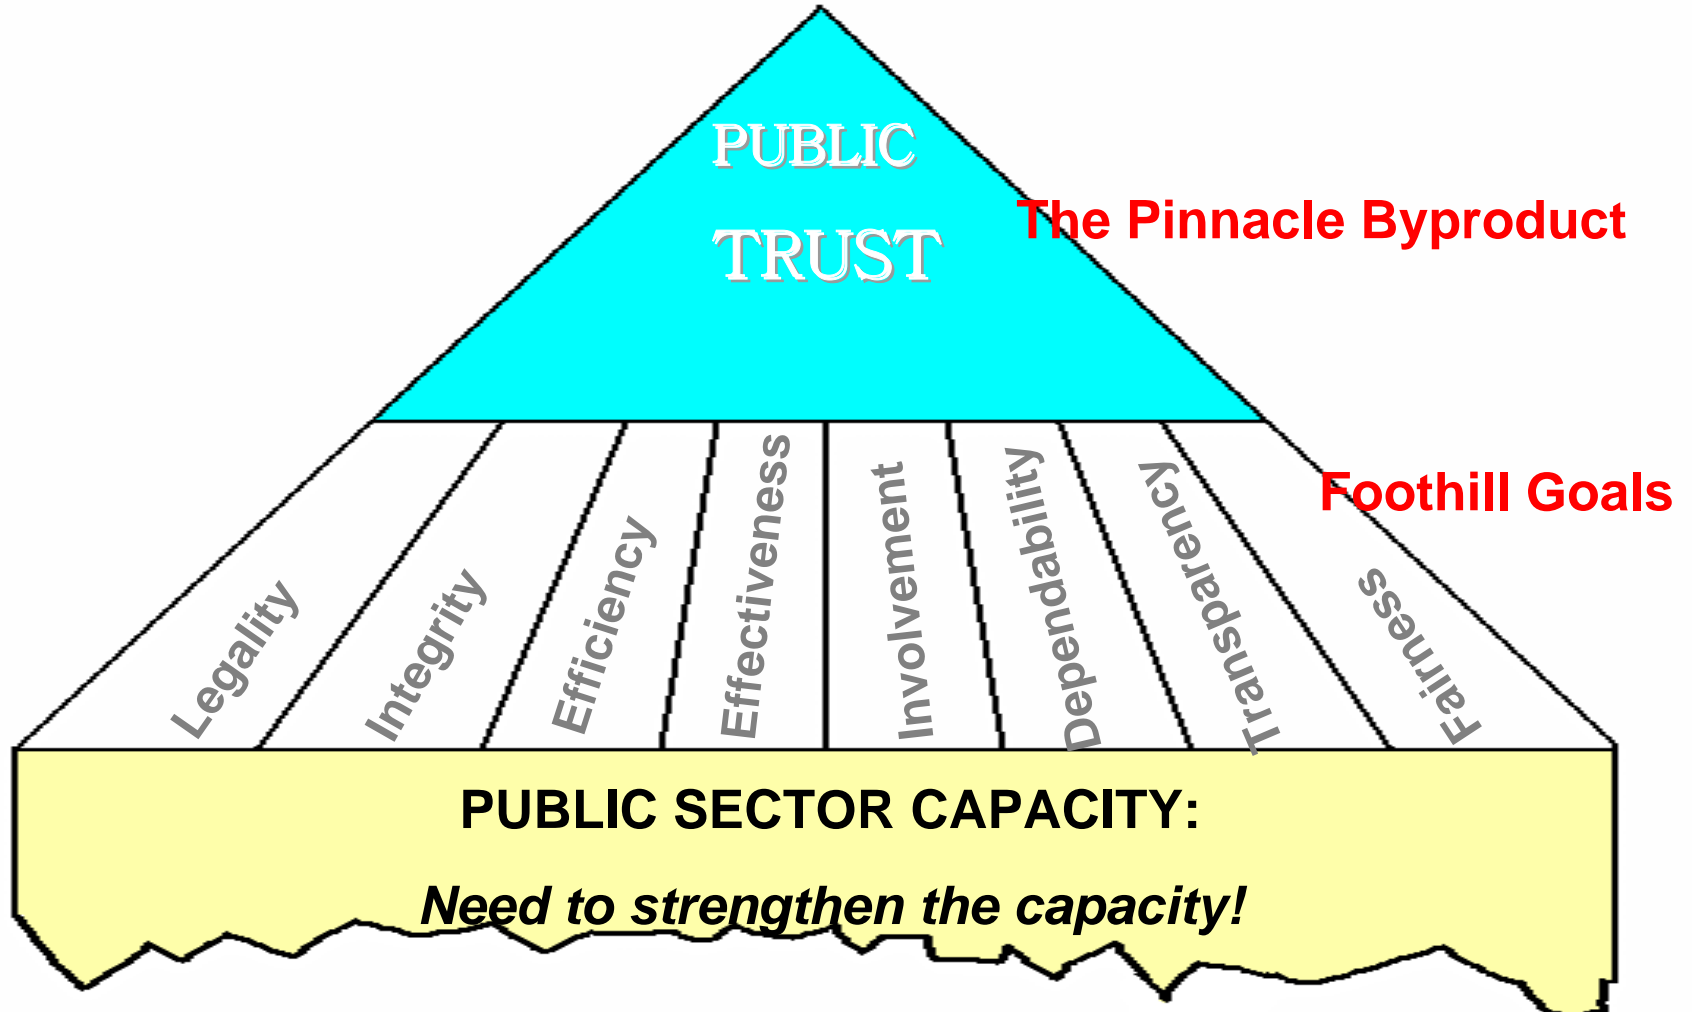 PUBLIC
TRUST
The Pinnacle Byproduct
Foothill Goals
Legality
Integrity
Efficiency
Effectiveness
Involvement
Dependability
Transparency
Fairness
PUBLIC SECTOR CAPACITY:
Need to strengthen the capacity!